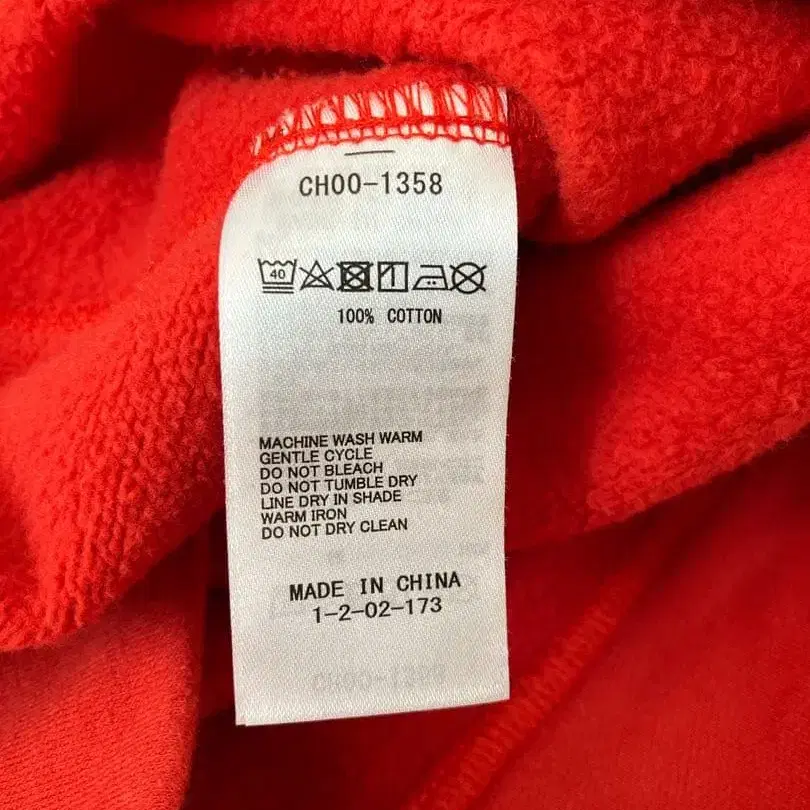 CH00-1358
40
100% COTTON
MACHINE WASH WARM
GENTLE CYCLE
DO NOT BLEACH
DO NOT TUMBLE DRY
LINE DRY IN SHADE
WARM IRON
DO NOT DRY CLEAN
MADE IN CHINA
1-2-02-173